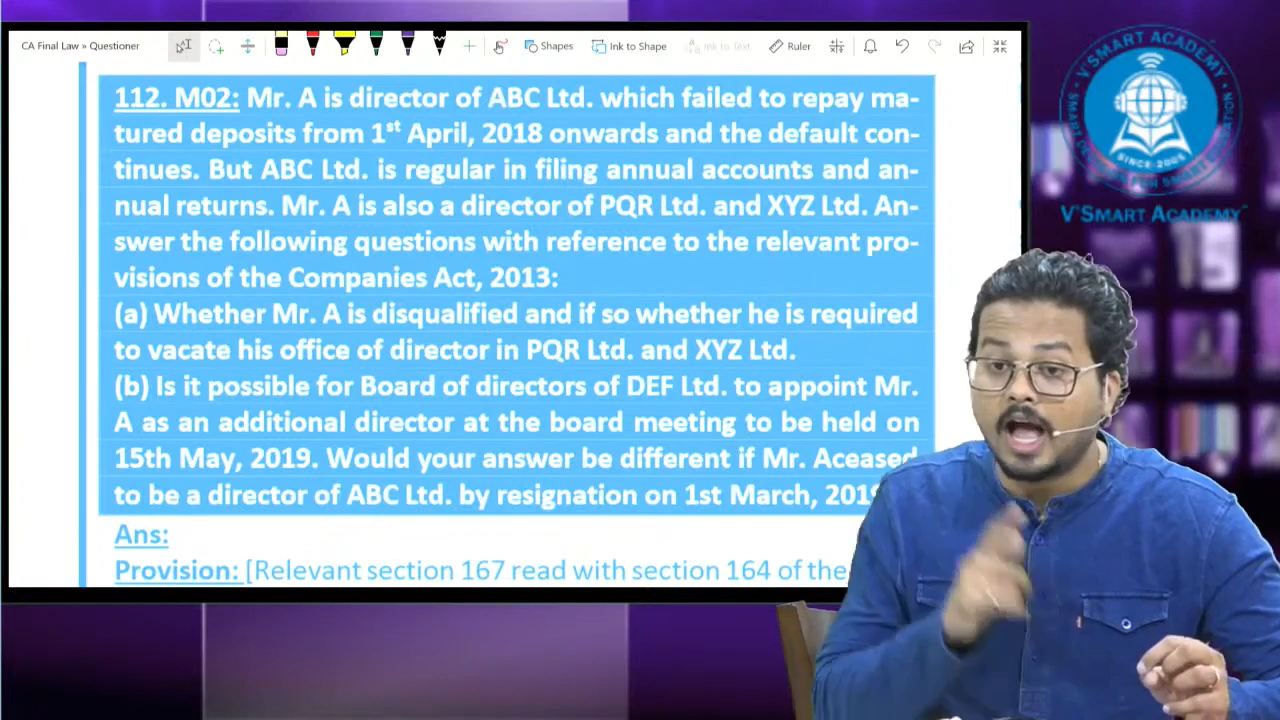 CA Final Law » Questioner
Shapes
Ink to Shape
Ink to Text
Ruler
112. M02: Mr. A is director of ABC Ltd. which failed to repay ma-
tured deposits from 1st April, 2018 onwards and the default con-
tinues. But ABC Ltd. is regular in filing annual accounts and an-
nual returns. Mr. A is also a director of PQR Ltd. and XYZ Ltd. An-
swer the following questions with reference to the relevant pro-
visions of the Companies Act, 2013:
(a) Whether Mr. A is disqualified and if so whether he is required
to vacate his office of director in PQR Ltd. and XYZ Ltd.
(b) Is it possible for Board of directors of DEF Ltd. to appoint Mr.
A as an additional director at the board meeting to be held on
15th May, 2019. Would your answer be different if Mr. Aceased
to be a director of ABC Ltd. by resignation on 1st March,
Ans:
Provision: [Relevant section 167 read with section 164 of the
V'SMART ACADEMY
SINCE 2006
V'SMART ACADEMY